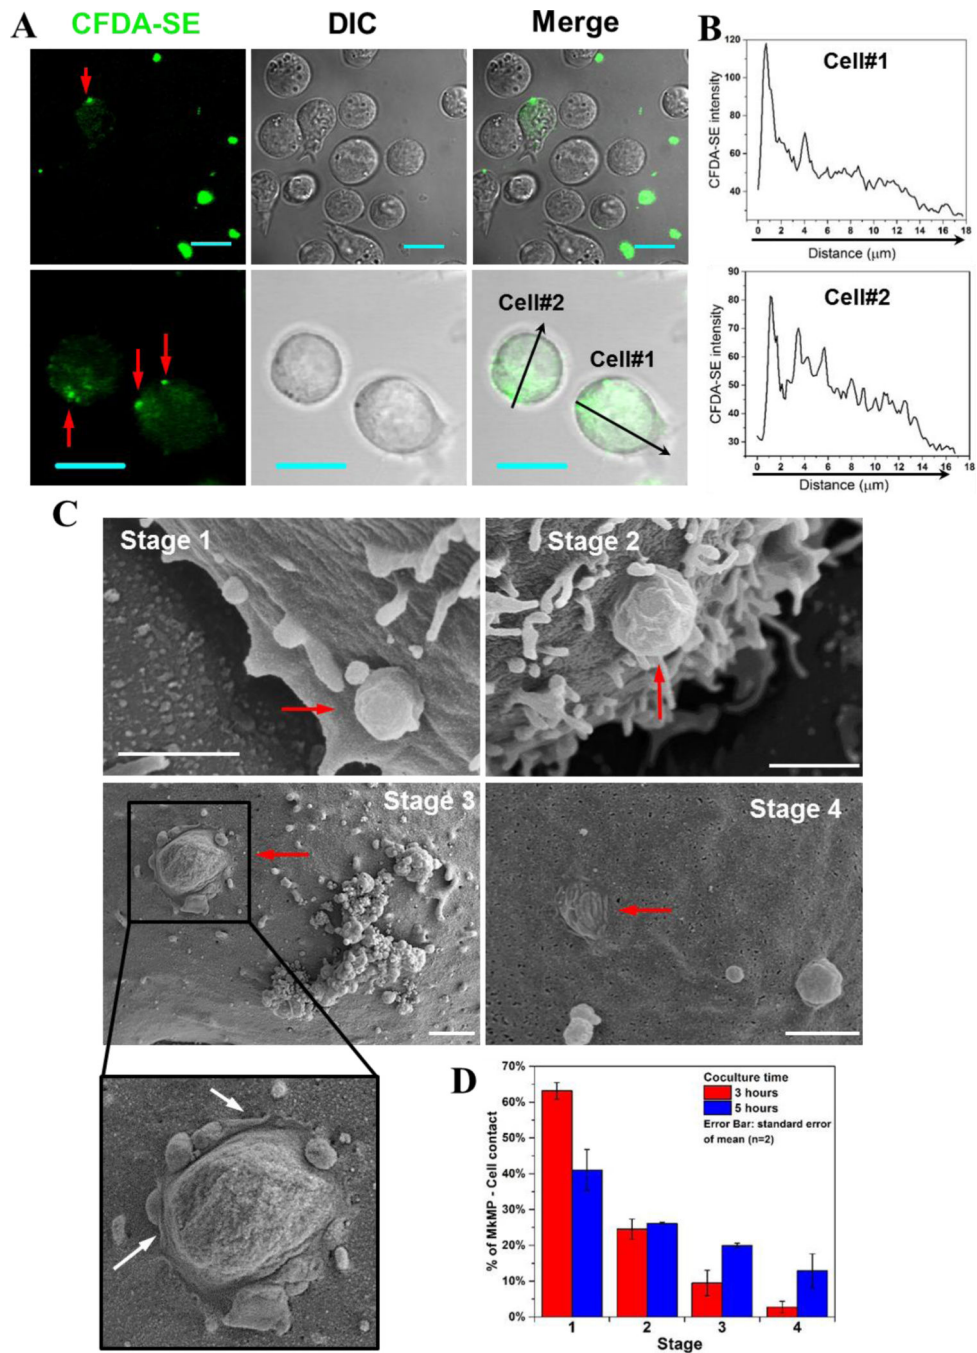 A
CFDA-SE
DIC
Merge
Cell#2
Cell#1
B
Cell#1
CFDA-SE intensity
120
100
80
60
40
0 2 4 6 8 10 12 14 16 18
Distance (μm)
Cell#2
CFDA-SE intensity
90
80
70
60
50
40
30
0 2 4 6 8 10 12 14 16 18
Distance (μm)
C
Stage 1
Stage 2
Stage 3
Stage 4
D
% of MkMP - Cell contact
70%
60%
50%
40%
30%
20%
10%
0%
Coculture time
3 hours
5 hours
Error Bar: standard error
of mean (n=2)
1 2 3 4
Stage